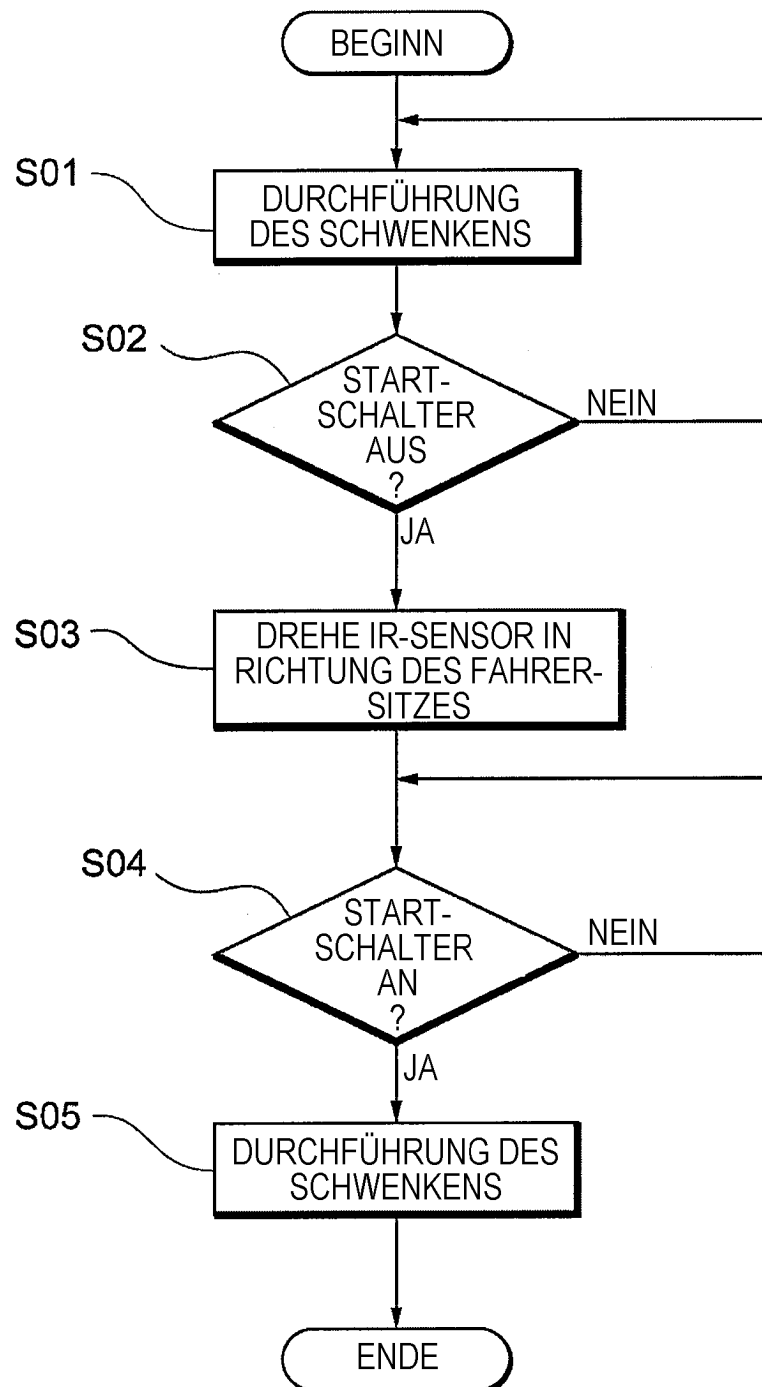 BEGINN
S01
DURCHFÜHRUNG
DES SCHWENKENS
S02
START-
SCHALTER
AUS
?
NEIN
JA
S03
DREHE IR-SENSOR IN
RICHTUNG DES FAHRER-
SITZES
S04
START-
SCHALTER
AN
?
NEIN
JA
S05
DURCHFÜHRUNG DES
SCHWENKENS
ENDE